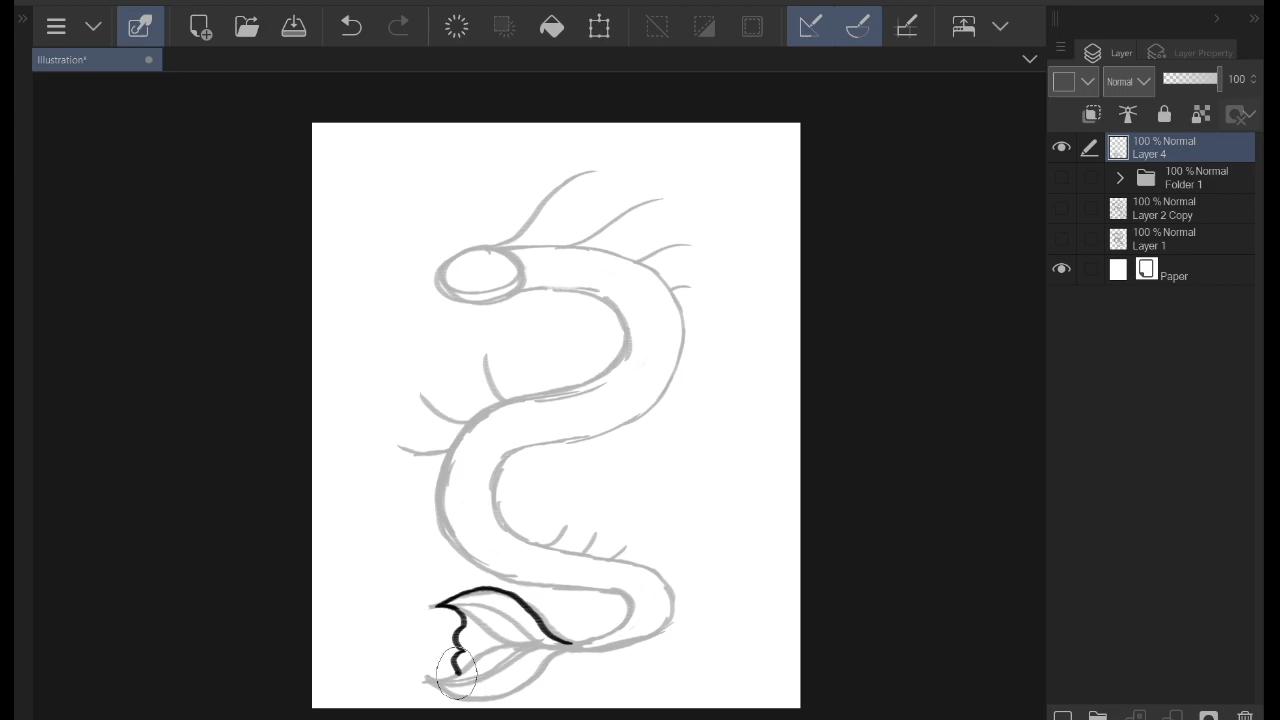 Illustration*
Layer
Layer Property
Normal
100
100 % Normal
Layer 4
100 % Normal
Folder 1
100 % Normal
Layer 2 Copy
100 % Normal
Layer 1
Paper